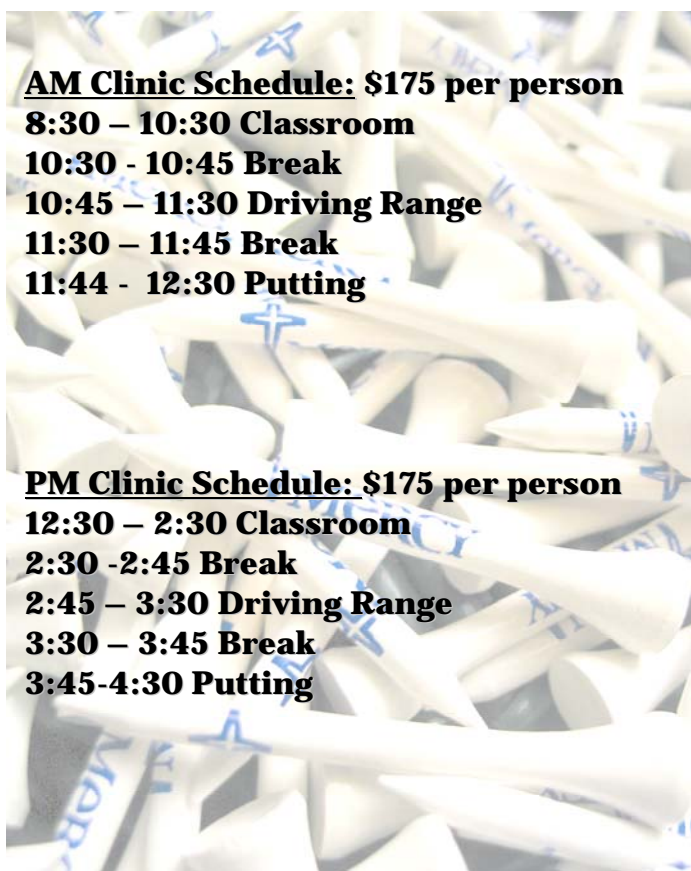 AM Clinic Schedule: $175 per person
8:30 – 10:30 Classroom
10:30 - 10:45 Break
10:45 – 11:30 Driving Range
11:30 – 11:45 Break
11:44 -  12:30 Putting
PM Clinic Schedule: $175 per person
12:30 – 2:30 Classroom
2:30 -2:45 Break
2:45 – 3:30 Driving Range
3:30 – 3:45 Break
3:45-4:30 Putting